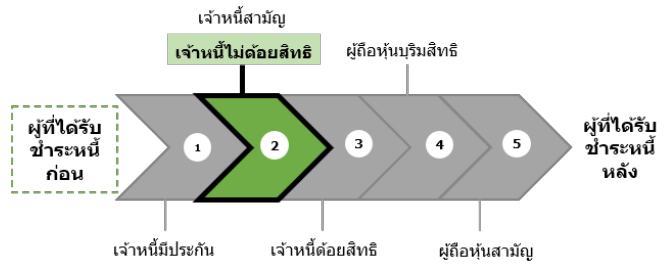 เจ้าหนี้สามัญ
เจ้าหนี้ไม่ด้อยสิทธิ
ผู้ถือหุ้นบุริมสิทธิ
ผู้ที่ได้รับ
ชำระหนี้
ก่อน
1
2
3
4
5
ผู้ที่ได้รับ
ชำระหนี้
หลัง
เจ้าหนี้มีประกัน
เจ้าหนี้ด้อยสิทธิ
ผู้ถือหุ้นสามัญ